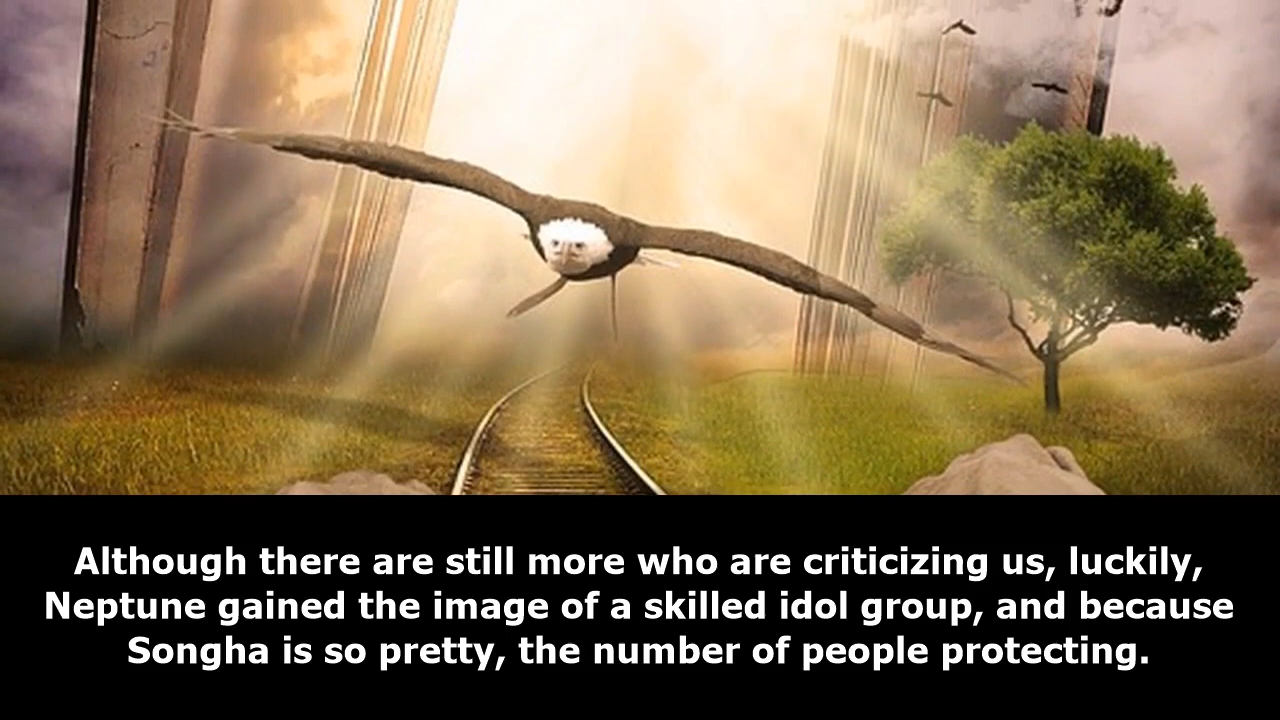 Although there are still more who are criticizing us, luckily,
Neptune gained the image of a skilled idol group, and because
Songha is so pretty, the number of people protecting.